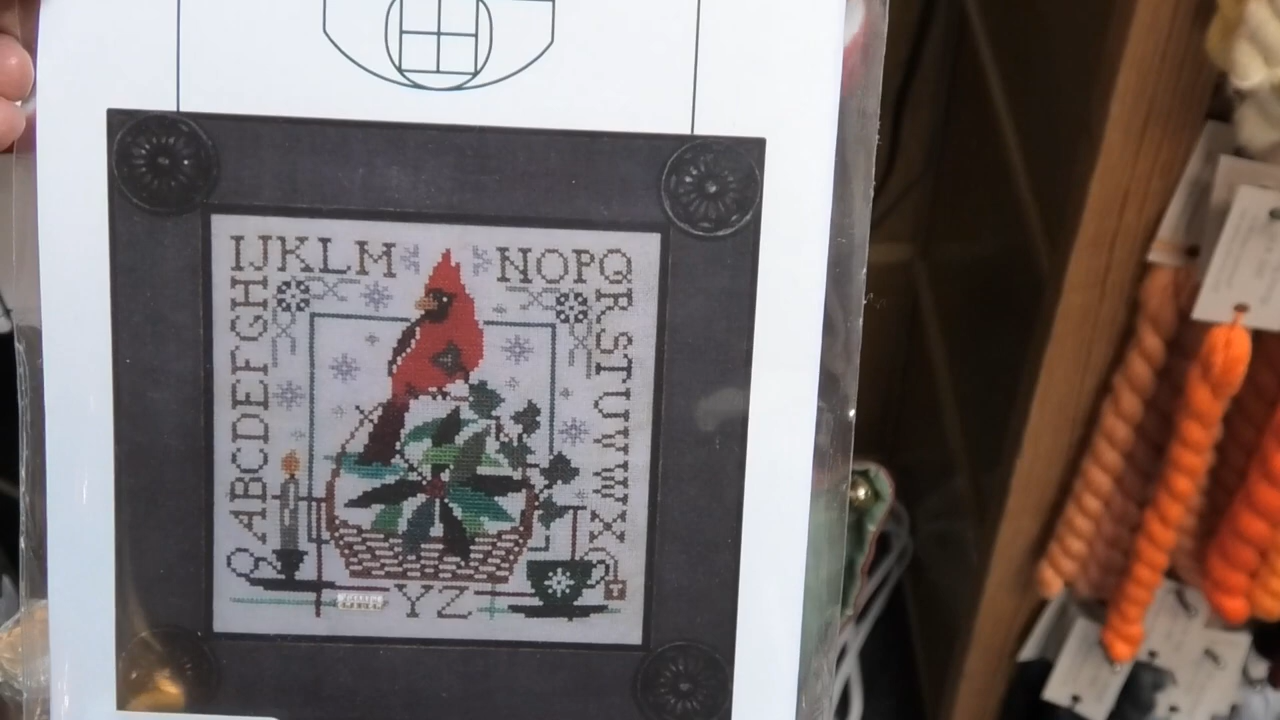 IJKLM NOPQ
ABCDEFGH
RSTUVWX
YZ
T